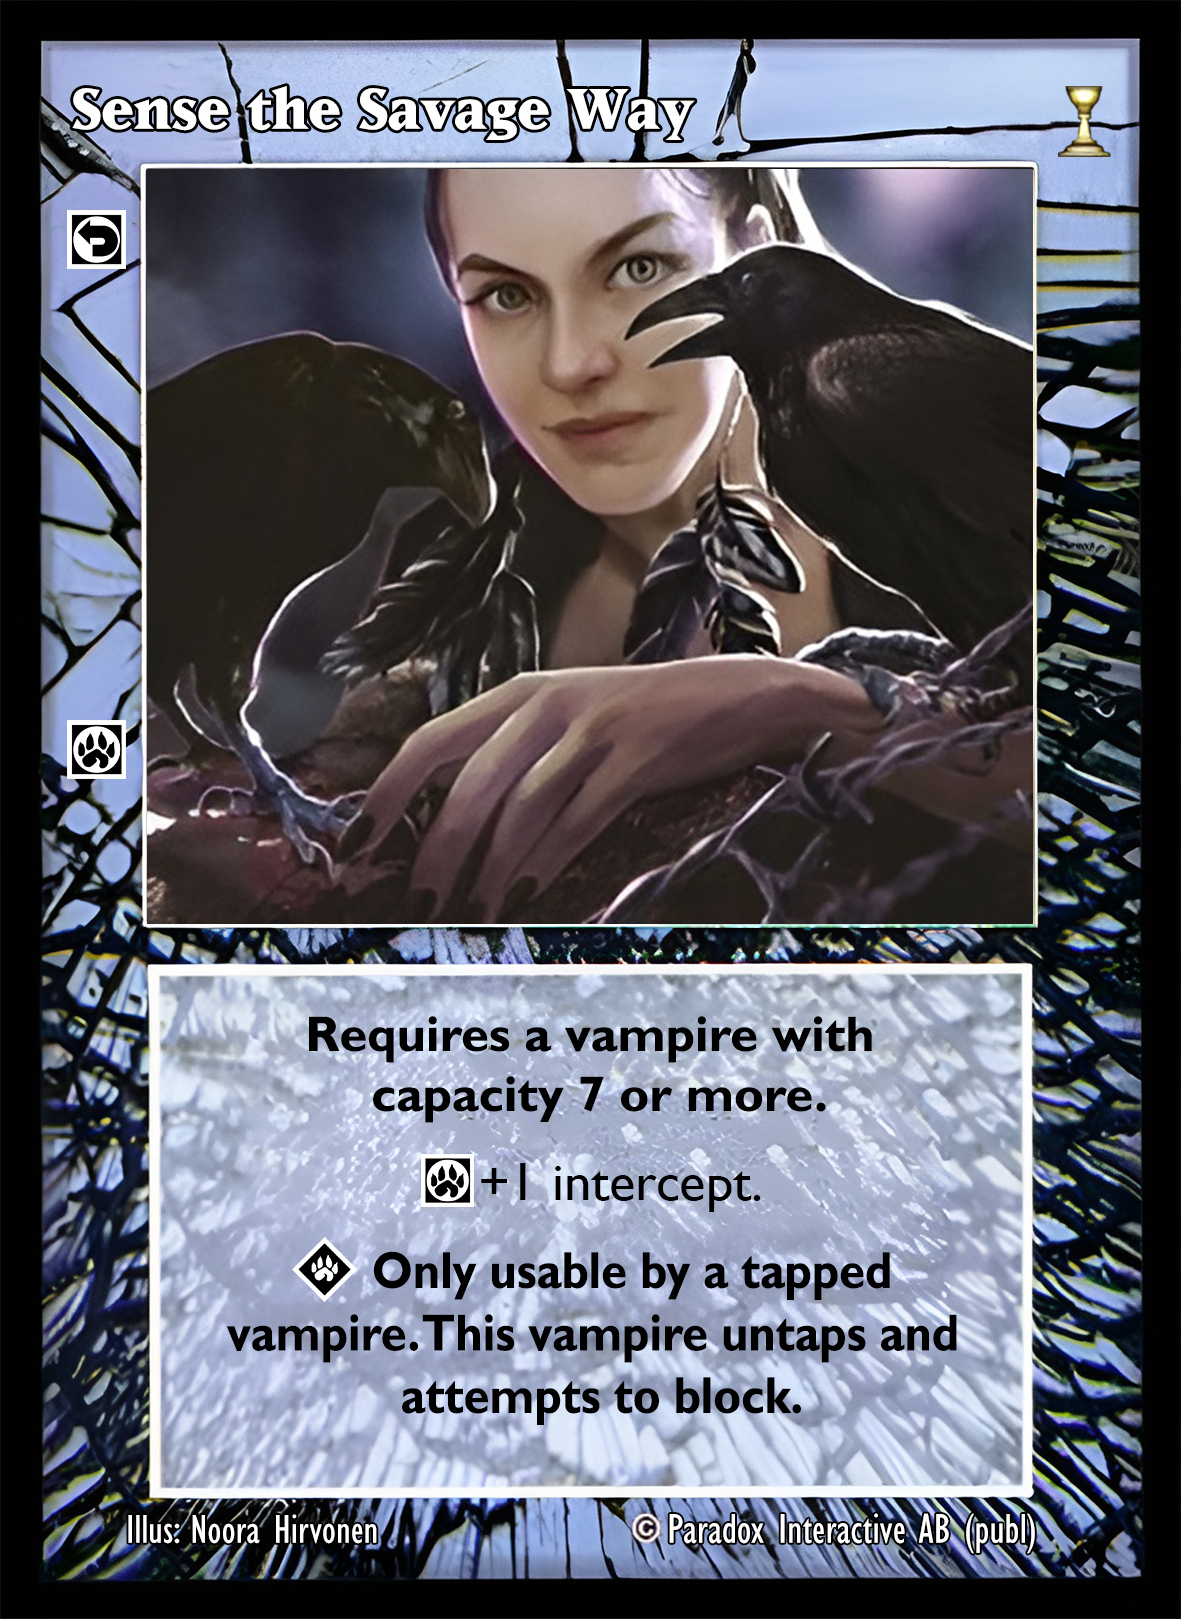 Sense the Savage Way
Requires a vampire with
capacity 7 or more.
+1 intercept.
Only usable by a tapped
vampire. This vampire untaps and
attempts to block.
Illus: Noora Hirvonen
© Paradox Interactive AB (publ)